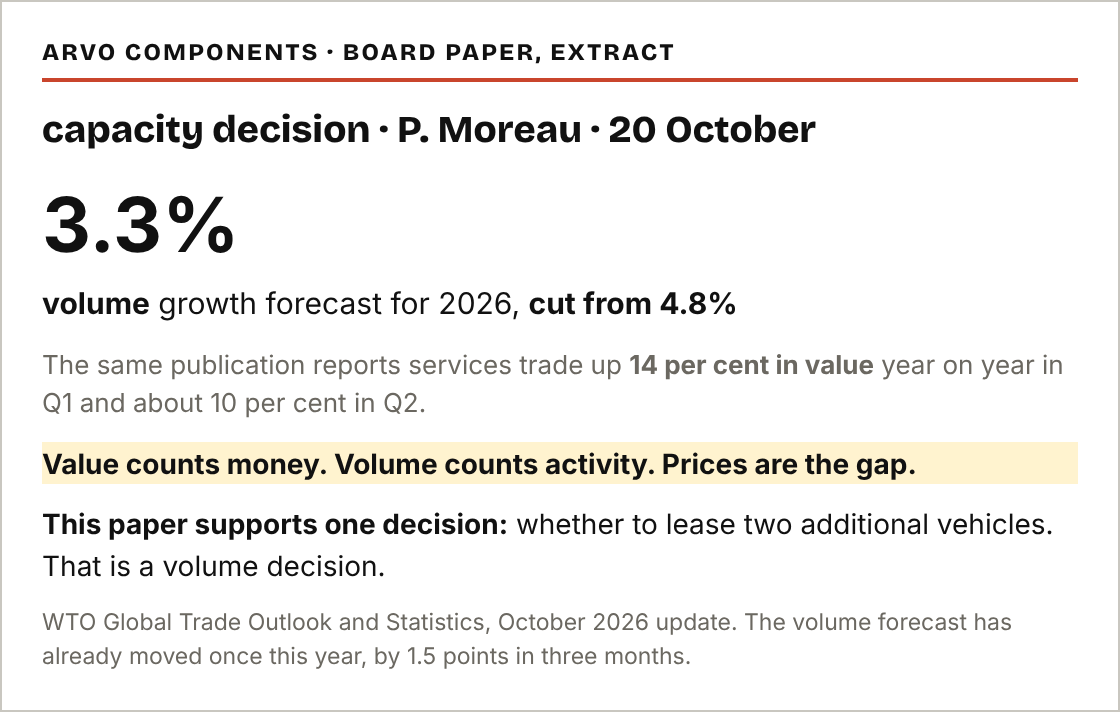 ARVO COMPONENTS · BOARD PAPER, EXTRACT
capacity decision · P. Moreau · 20 October
3.3%
volume growth forecast for 2026, cut from 4.8%
The same publication reports services trade up 14 per cent in value year on year in
Q1 and about 10 per cent in Q2.
Value counts money. Volume counts activity. Prices are the gap.
This paper supports one decision: whether to lease two additional vehicles.
That is a volume decision.
WTO Global Trade Outlook and Statistics, October 2026 update. The volume forecast has
already moved once this year, by 1.5 points in three months.